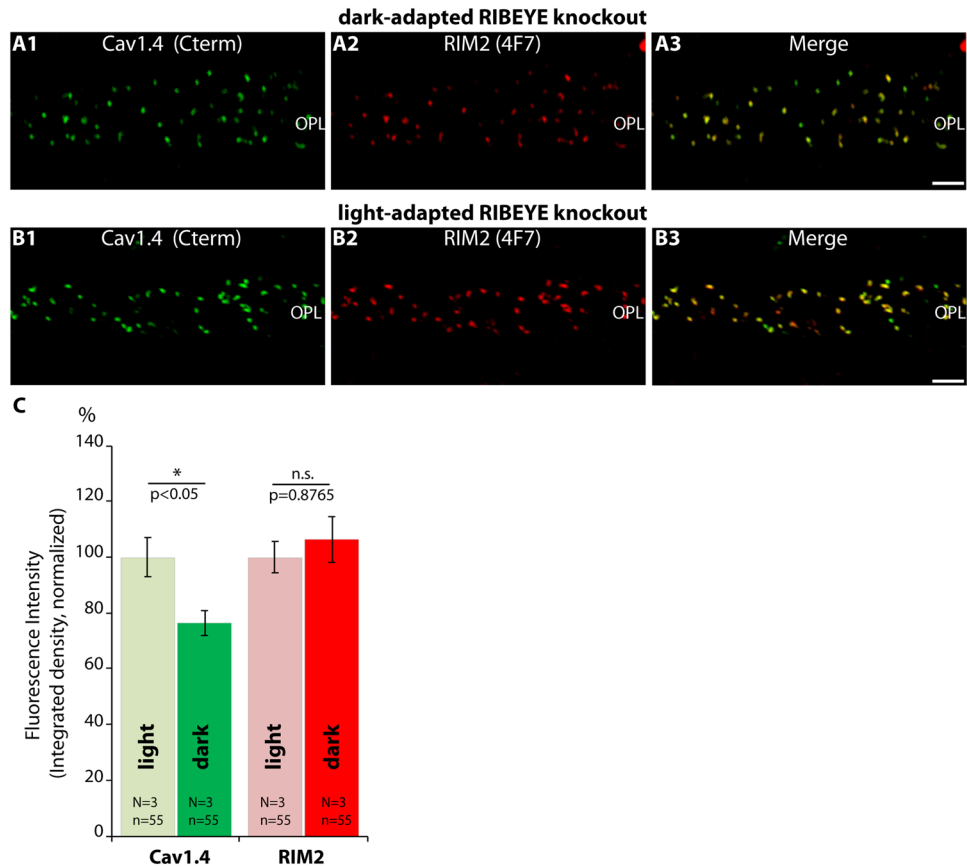 dark-adapted RIBEYE knockout
A1 Cav1.4 (Cterm)
OPL
A2 RIM2 (4F7)
OPL
A3 Merge
OPL
light-adapted RIBEYE knockout
B1 Cav1.4 (Cterm)
OPL
B2 RIM2 (4F7)
OPL
B3 Merge
OPL
C
%
140
120
100
80
60
40
20
0
Fluorescence Intensity
(Integrated density, normalized)
*
p<0.05
n.s.
p=0.8765
light
dark
light
dark
N=3
n=55
N=3
n=55
N=3
n=55
N=3
n=55
Cav1.4
RIM2